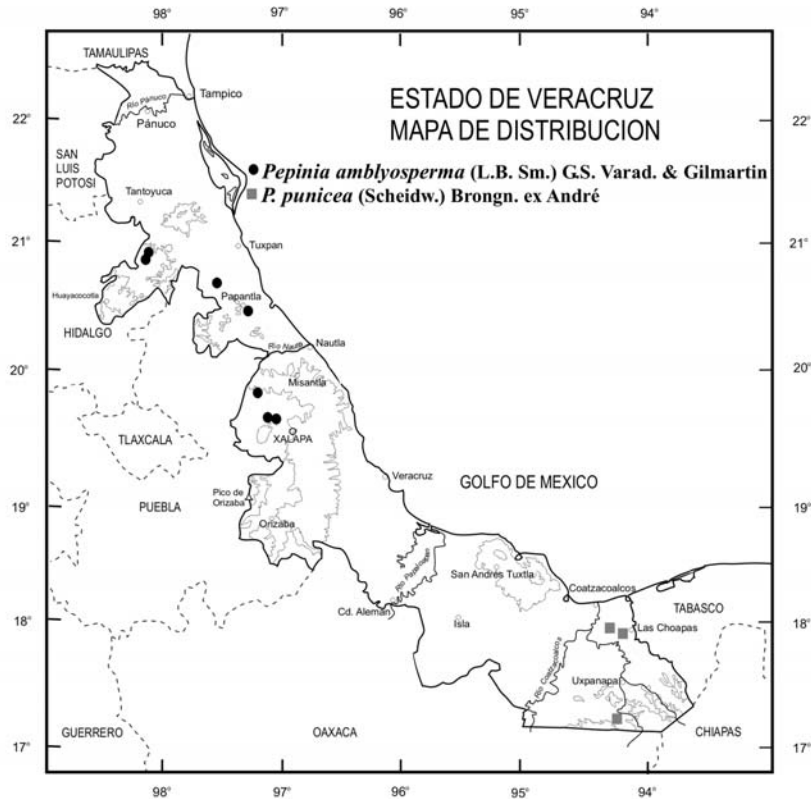 98° 97° 96° 95° 94°
TAMAULIPAS
Río Pánuco
Tampico
Pánuco
22° 22°
ESTADO DE VERACRUZ
MAPA DE DISTRIBUCION
SAN
LUIS
POTOSI
Pepinia amblyosperma (L.B. Sm.) G.S. Varad. & Gilmartin
P. punicea (Scheidw.) Brongn. ex André
Tantoyuca
21° 21°
Tuxpan
Huayacocotla
Papantla
HIDALGO
Río Nautla
Nautla
20° 20°
Misantla
TLAXCALA
XALAPA
Veracruz
GOLFO DE MEXICO
Pico de
Orizaba
PUEBLA
19° 19°
Orizaba
Río Papaloapan
San Andrés Tuxtla
Coatzacoalcos
Cd. Alemán
TABASCO
18° 18°
Isla
Las Choapas
Río Coatzacoalcos
Uxpanapa
GUERRERO
OAXACA
CHIAPAS
17° 17°
98° 97° 96° 95° 94°